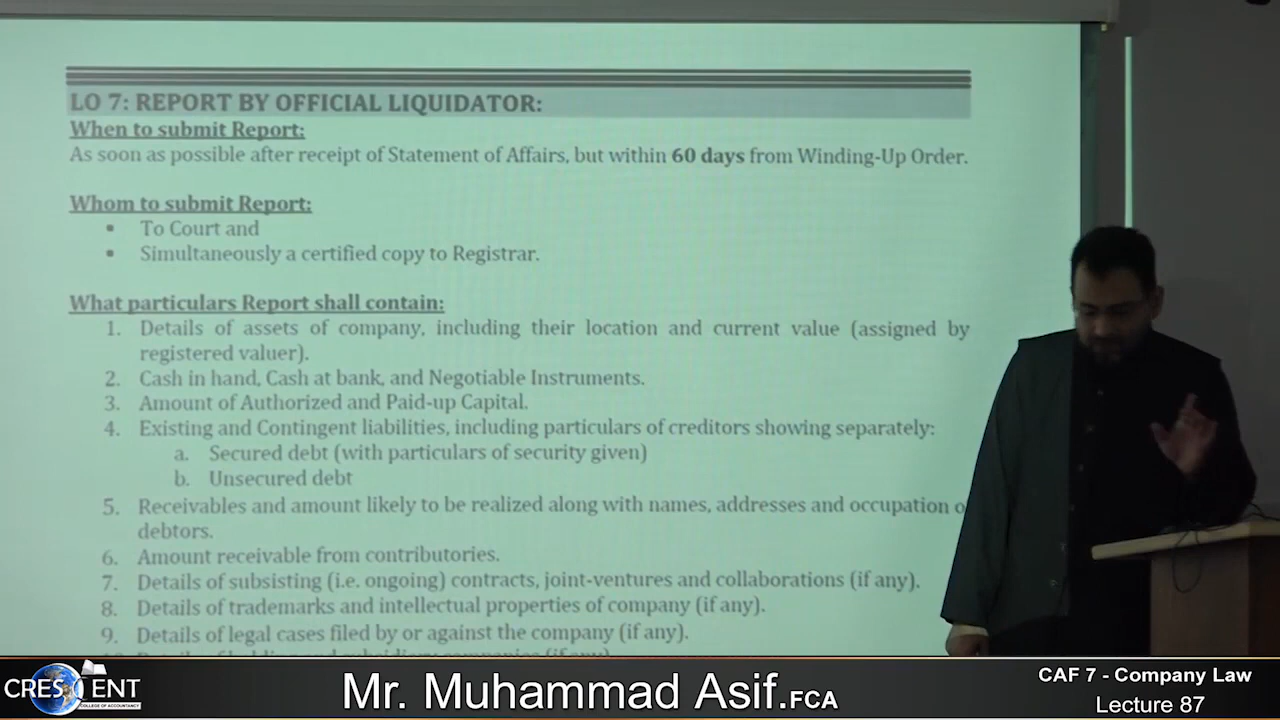 LO 7: REPORT BY OFFICIAL LIQUIDATOR:
When to submit Report:
As soon as possible after receipt of Statement of Affairs, but within 60 days from Winding-Up Order.
Whom to submit Report:
▪ To Court and
▪ Simultaneously a certified copy to Registrar.
What particulars Report shall contain:
1. Details of assets of company, including their location and current value (assigned by
registered valuer).
2. Cash in hand, Cash at bank, and Negotiable Instruments.
3. Amount of Authorized and Paid-up Capital.
4. Existing and Contingent liabilities, including particulars of creditors showing separately:
a. Secured debt (with particulars of security given)
b. Unsecured debt
5. Receivables and amount likely to be realized along with names, addresses and occupation o
debtors.
6. Amount receivable from contributories.
7. Details of subsisting (i.e. ongoing) contracts, joint-ventures and collaborations (if any).
8. Details of trademarks and intellectual properties of company (if any).
9. Details of legal cases filed by or against the company (if any).
10. Details of holding and subsidiary companies (if any)
CRESCENT
COLLEGE OF ACCOUNTANCY
Mr. Muhammad Asif.FCA
CAF 7 - Company Law
Lecture 87